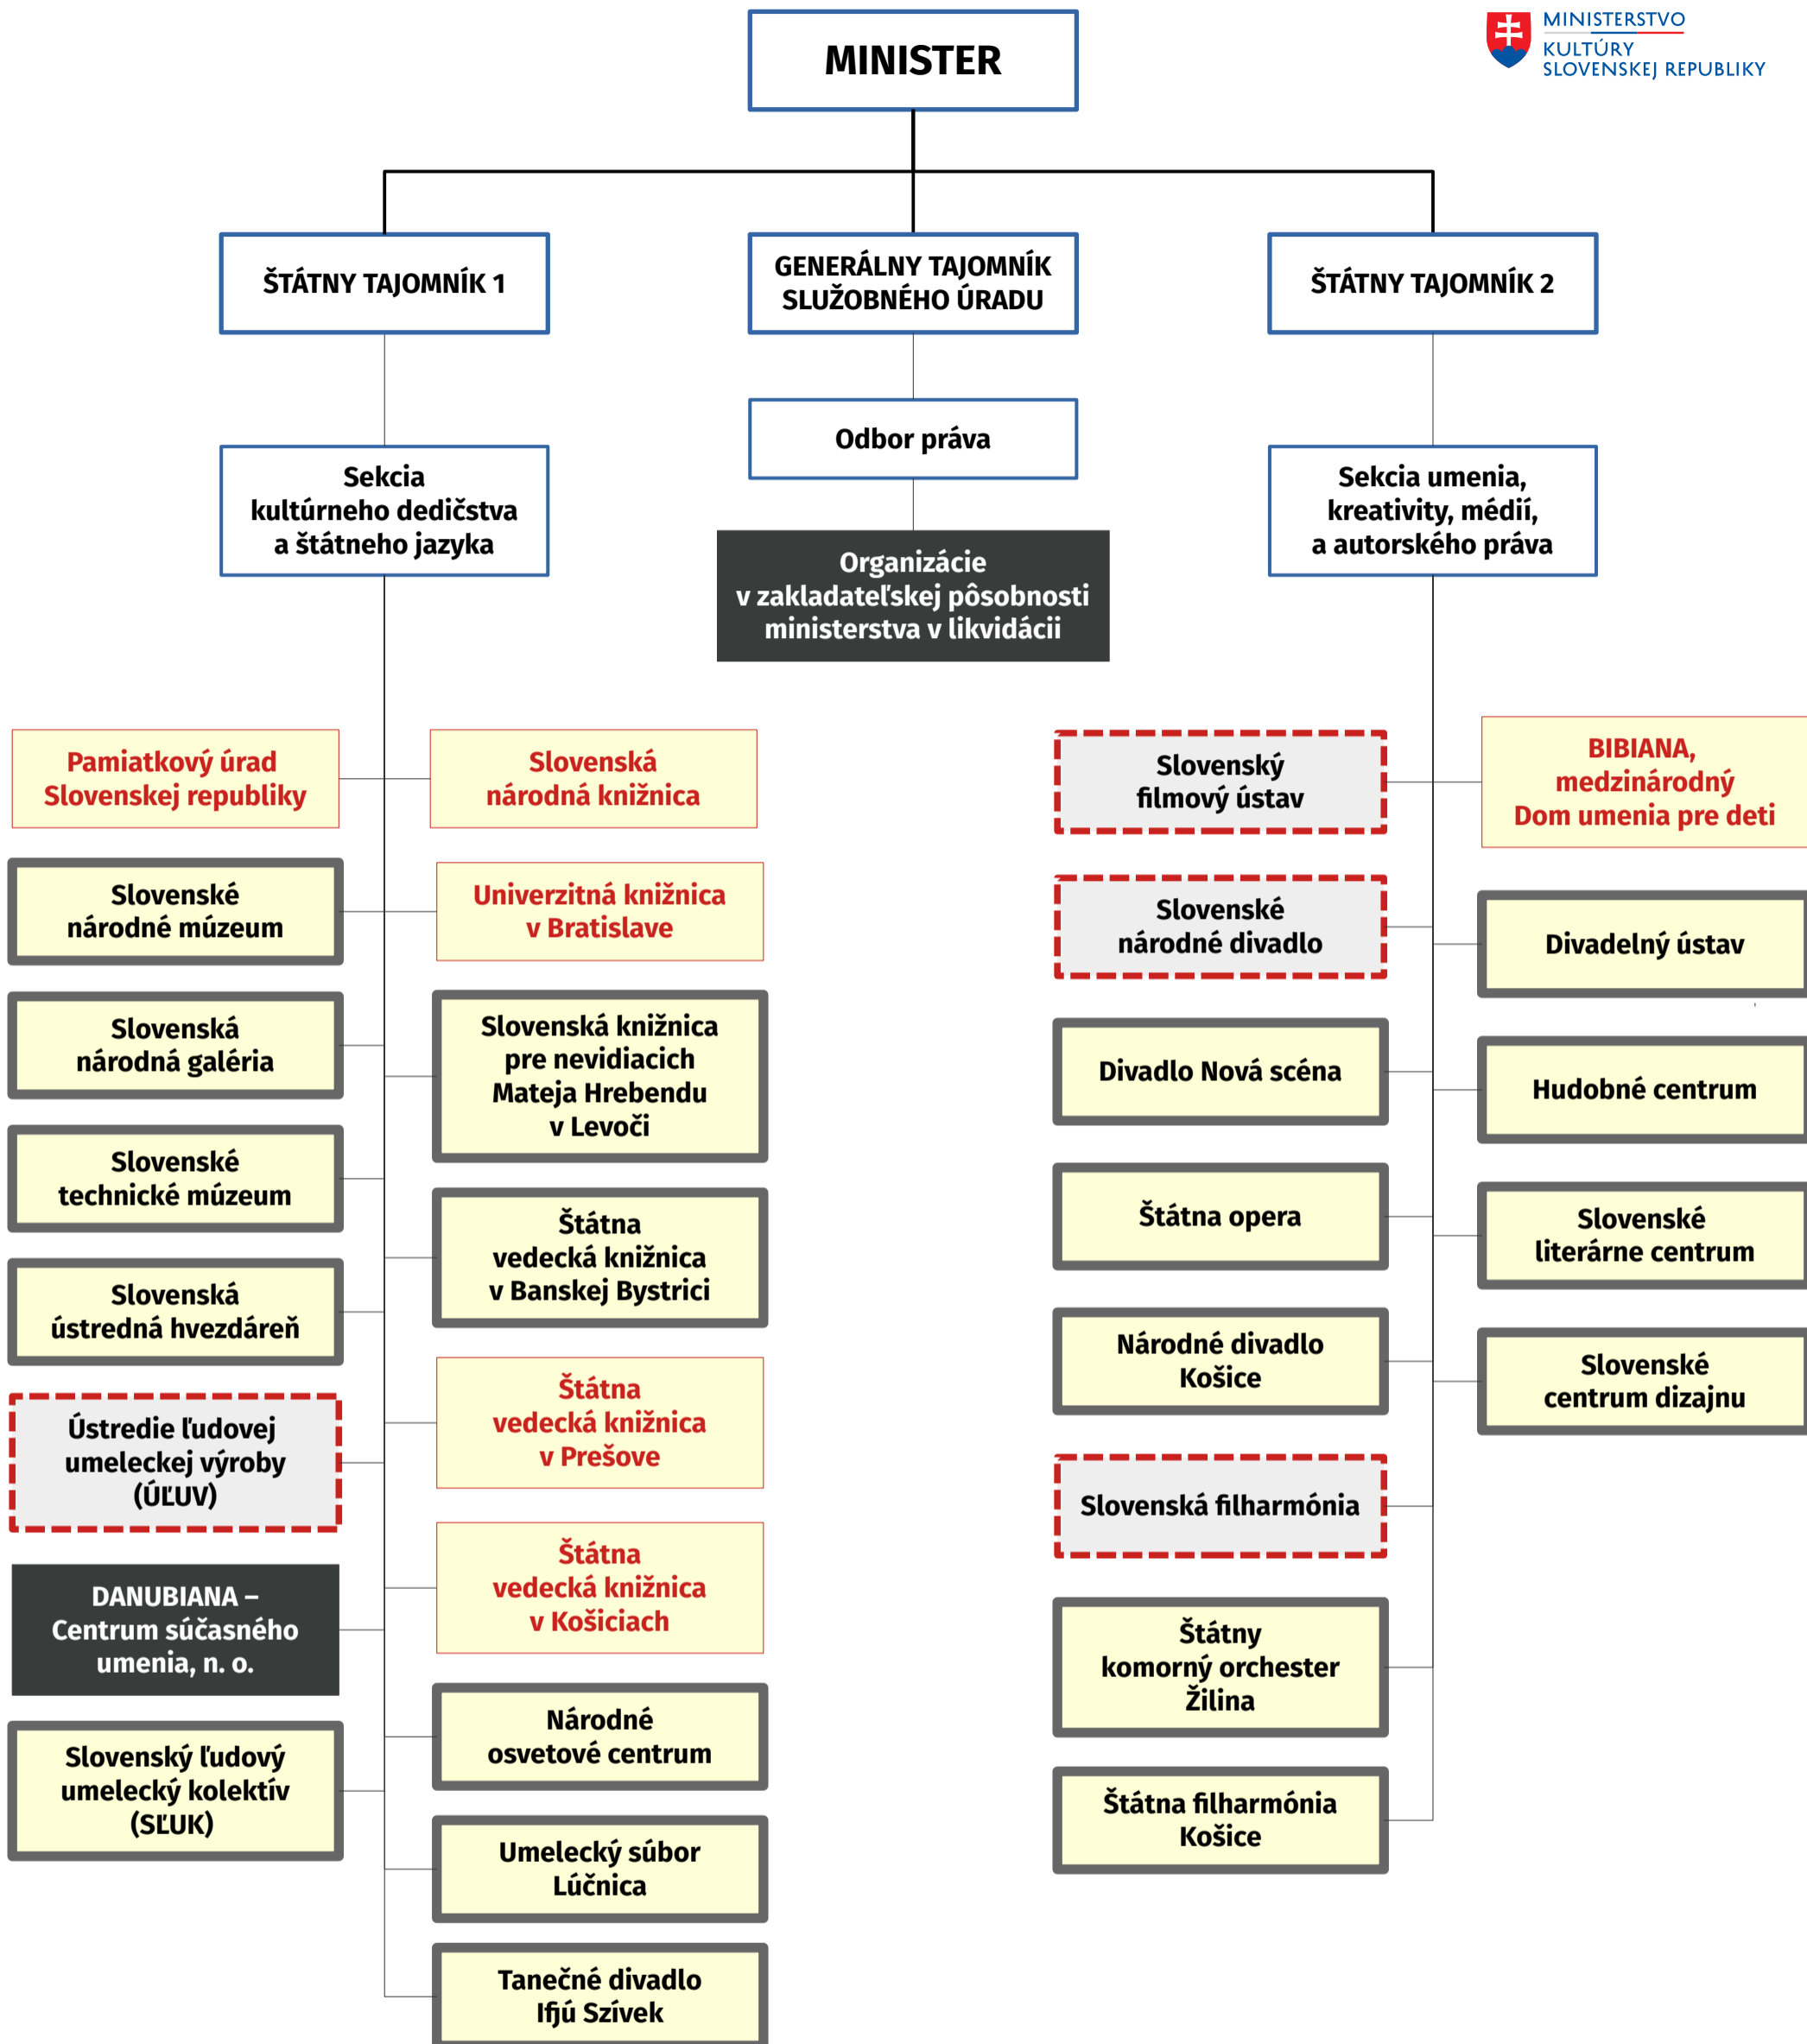 MINISTER
MINISTERSTVO
KULTÚRY
SLOVENSKEJ REPUBLIKY
ŠTÁTNY TAJOMNÍK 1
GENERÁLNY TAJOMNÍK
SLUŽOBNÉHO ÚRADU
ŠTÁTNY TAJOMNÍK 2
Odbor práva
Sekcia
kultúrneho dedičstva
a štátneho jazyka
Organizácie
v zakladateľskej pôsobnosti
ministerstva v likvidácii
Sekcia umenia,
kreativity, médií,
a autorského práva
Pamiatkový úrad
Slovenskej republiky
Slovenské
národné múzeum
Slovenská
národná galéria
Slovenské
technické múzeum
Slovenská
ústredná hvezdáreň
Ústredie ľudovej
umeleckej výroby
(ÚĽUV)
DANUBIANA –
Centrum súčasného
umenia, n. o.
Slovenský ľudový
umelecký kolektív
(SĽUK)
Slovenská
národná knižnica
Univerzitná knižnica
v Bratislave
Slovenská knižnica
pre nevidiacich
Mateja Hrebendu
v Levoči
Štátna
vedecká knižnica
v Banskej Bystrici
Štátna
vedecká knižnica
v Prešove
Štátna
vedecká knižnica
v Košiciach
Národné
osvetové centrum
Umelecký súbor
Lúčnica
Tanečné divadlo
Ifjú Szívek
Slovenský
filmový ústav
Slovenské
národné divadlo
Divadlo Nová scéna
Štátna opera
Národné divadlo
Košice
Slovenská filharmónia
Štátny
komorný orchester
Žilina
Štátna filharmónia
Košice
BIBIANA,
medzinárodný
Dom umenia pre deti
Divadelný ústav
Hudobné centrum
Slovenské
literárne centrum
Slovenské
centrum dizajnu